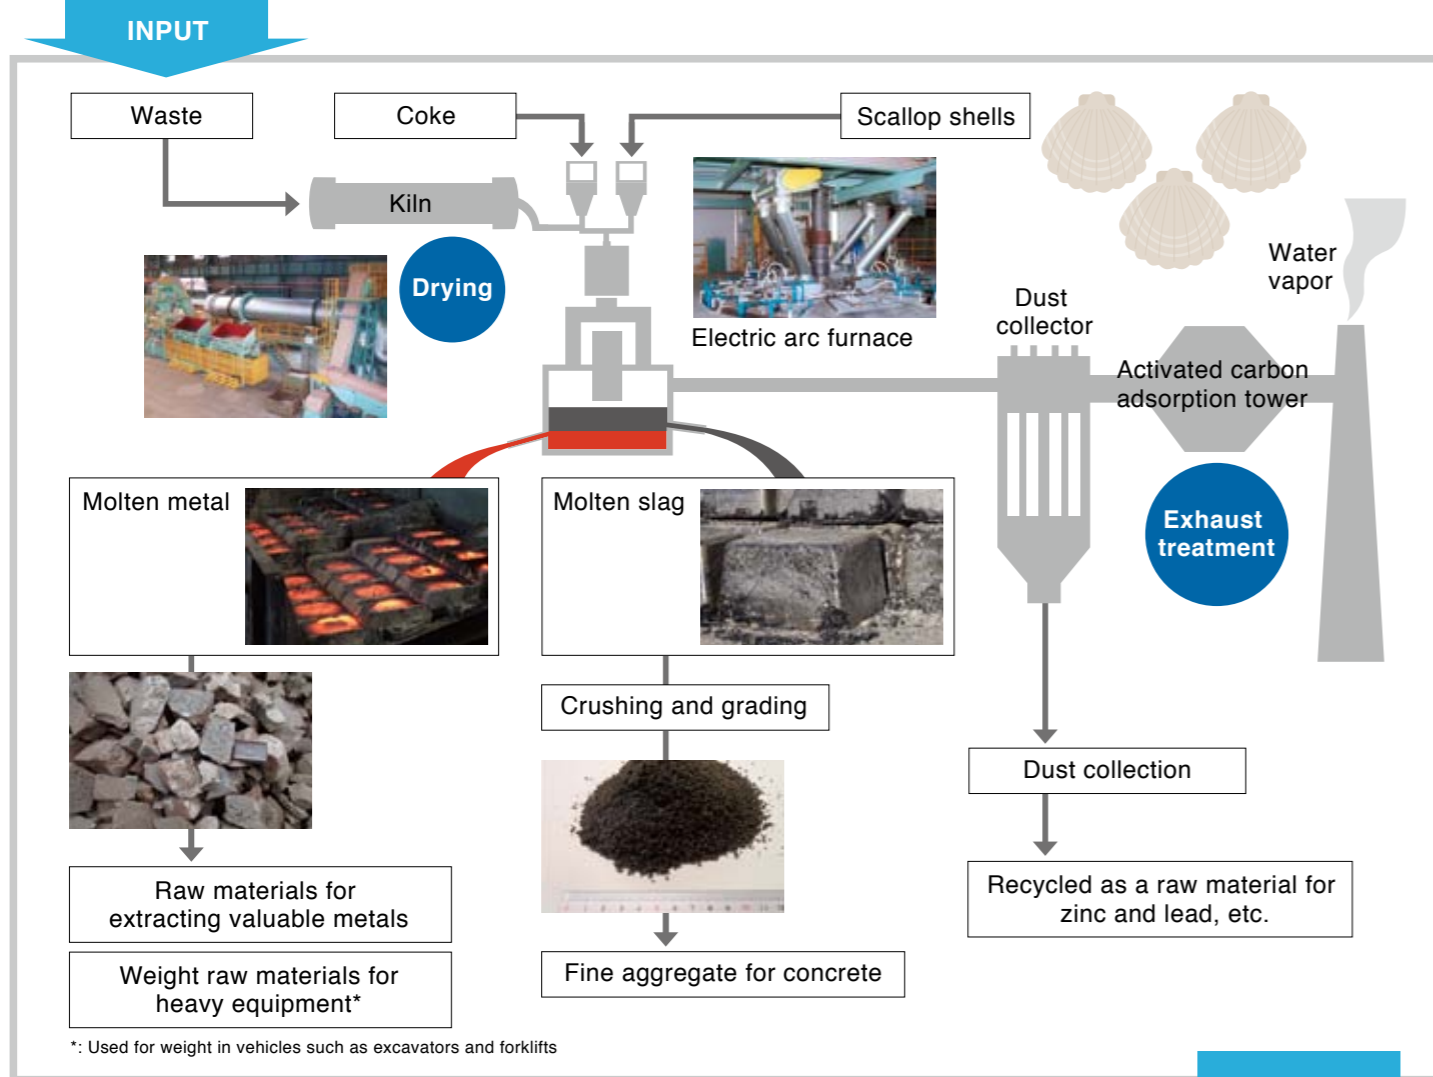 INPUT
Waste
Coke
Scallop shells
Kiln
Drying
Electric arc furnace
Water
vapor
Dust
collector
Activated carbon
adsorption tower
Exhaust
treatment
Molten metal
Molten slag
Crushing and grading
Dust collection
Raw materials for
extracting valuable metals
Recycled as a raw material for
zinc and lead, etc.
Weight raw materials for
heavy equipment*
Fine aggregate for concrete
*: Used for weight in vehicles such as excavators and forklifts